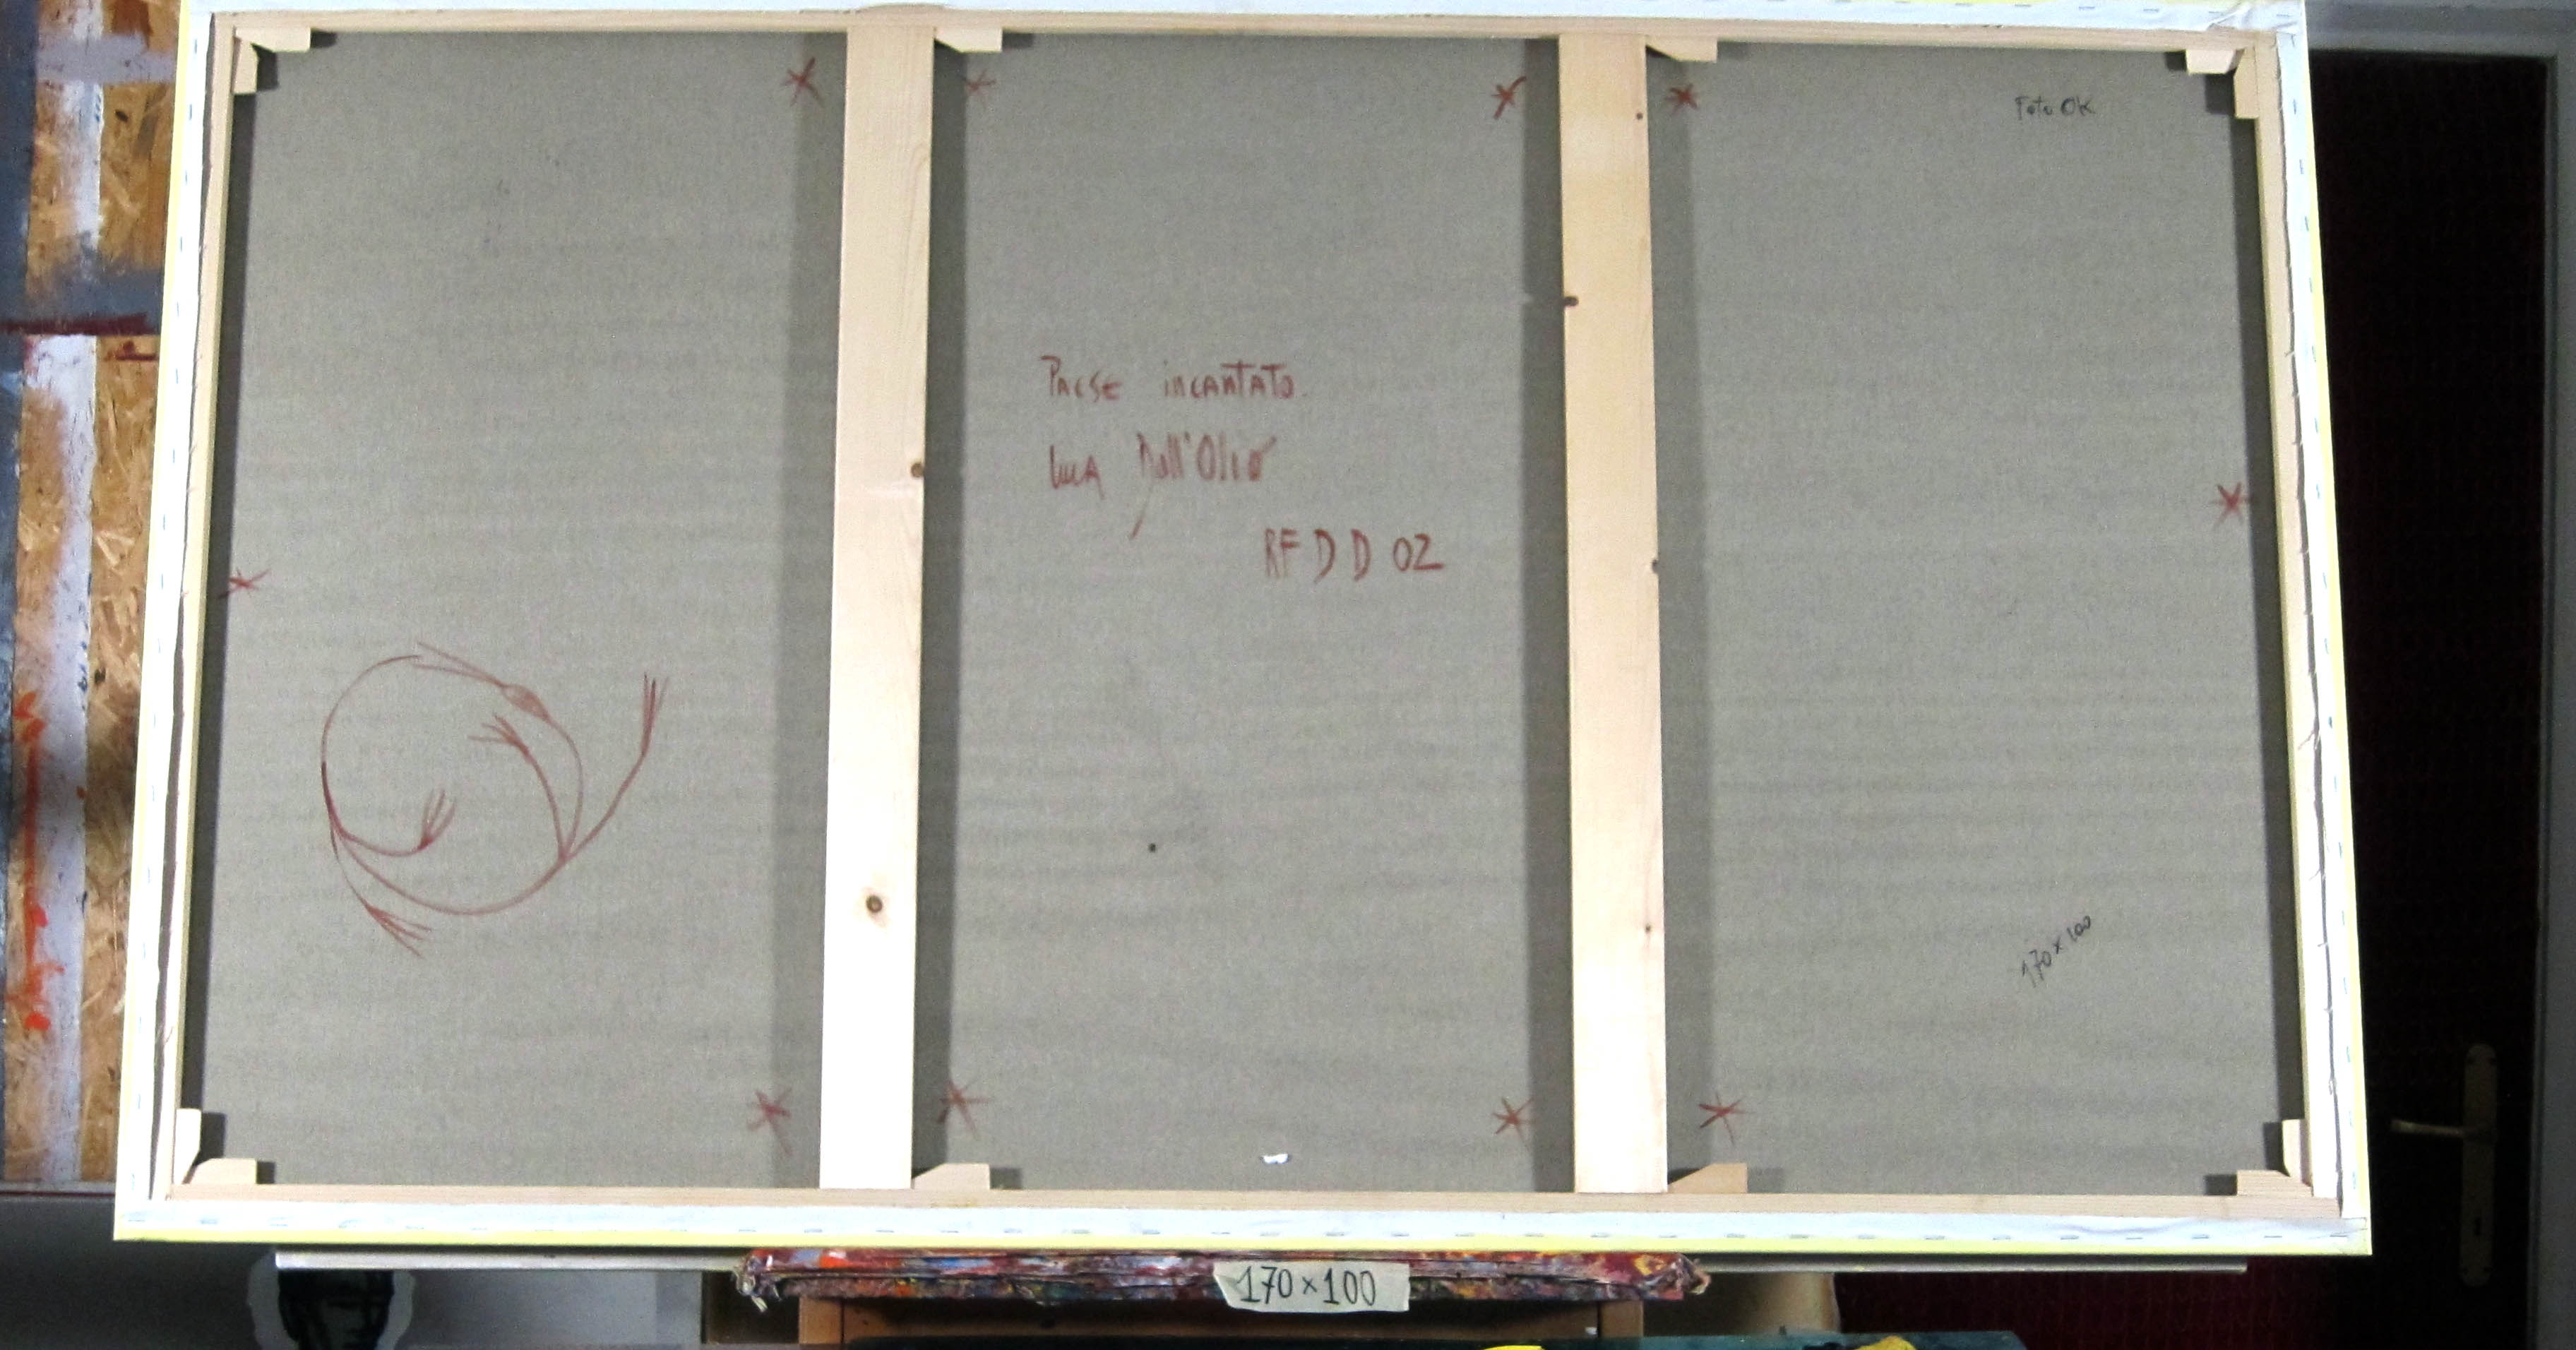 Foto OK
Paese incantato.
Luca Dall'Olio
RF D D 02
170 x 100
170 x 100